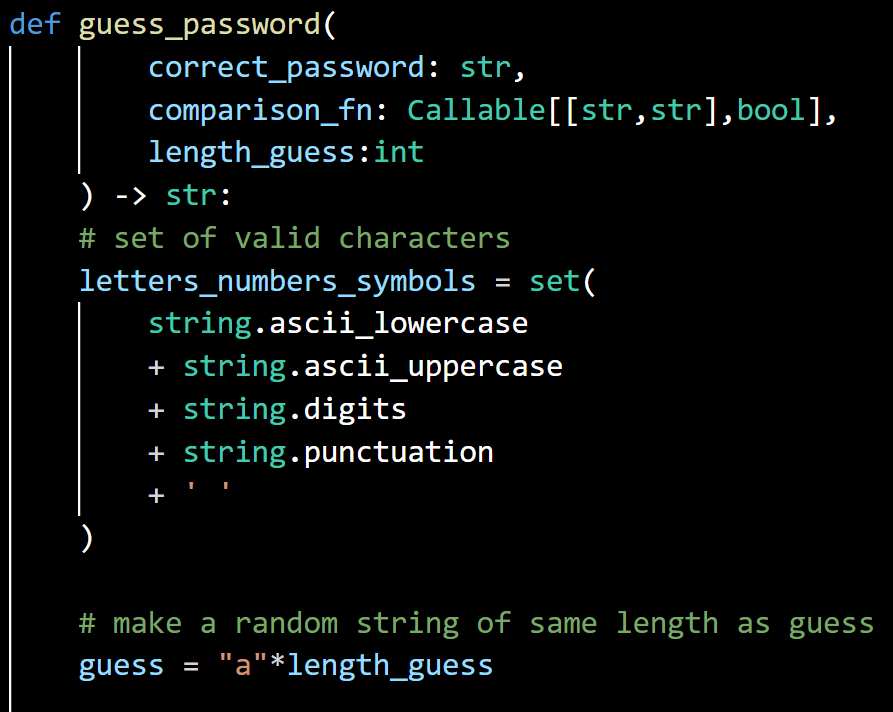 def guess_password(
        correct_password: str,
        comparison_fn: Callable[[str,str],bool],
        length_guess:int
    ) -> str:
    # set of valid characters
    letters_numbers_symbols = set(
        string.ascii_lowercase
        + string.ascii_uppercase
        + string.digits
        + string.punctuation
        + ' '
    )
    # make a random string of same length as guess
    guess = "a"*length_guess